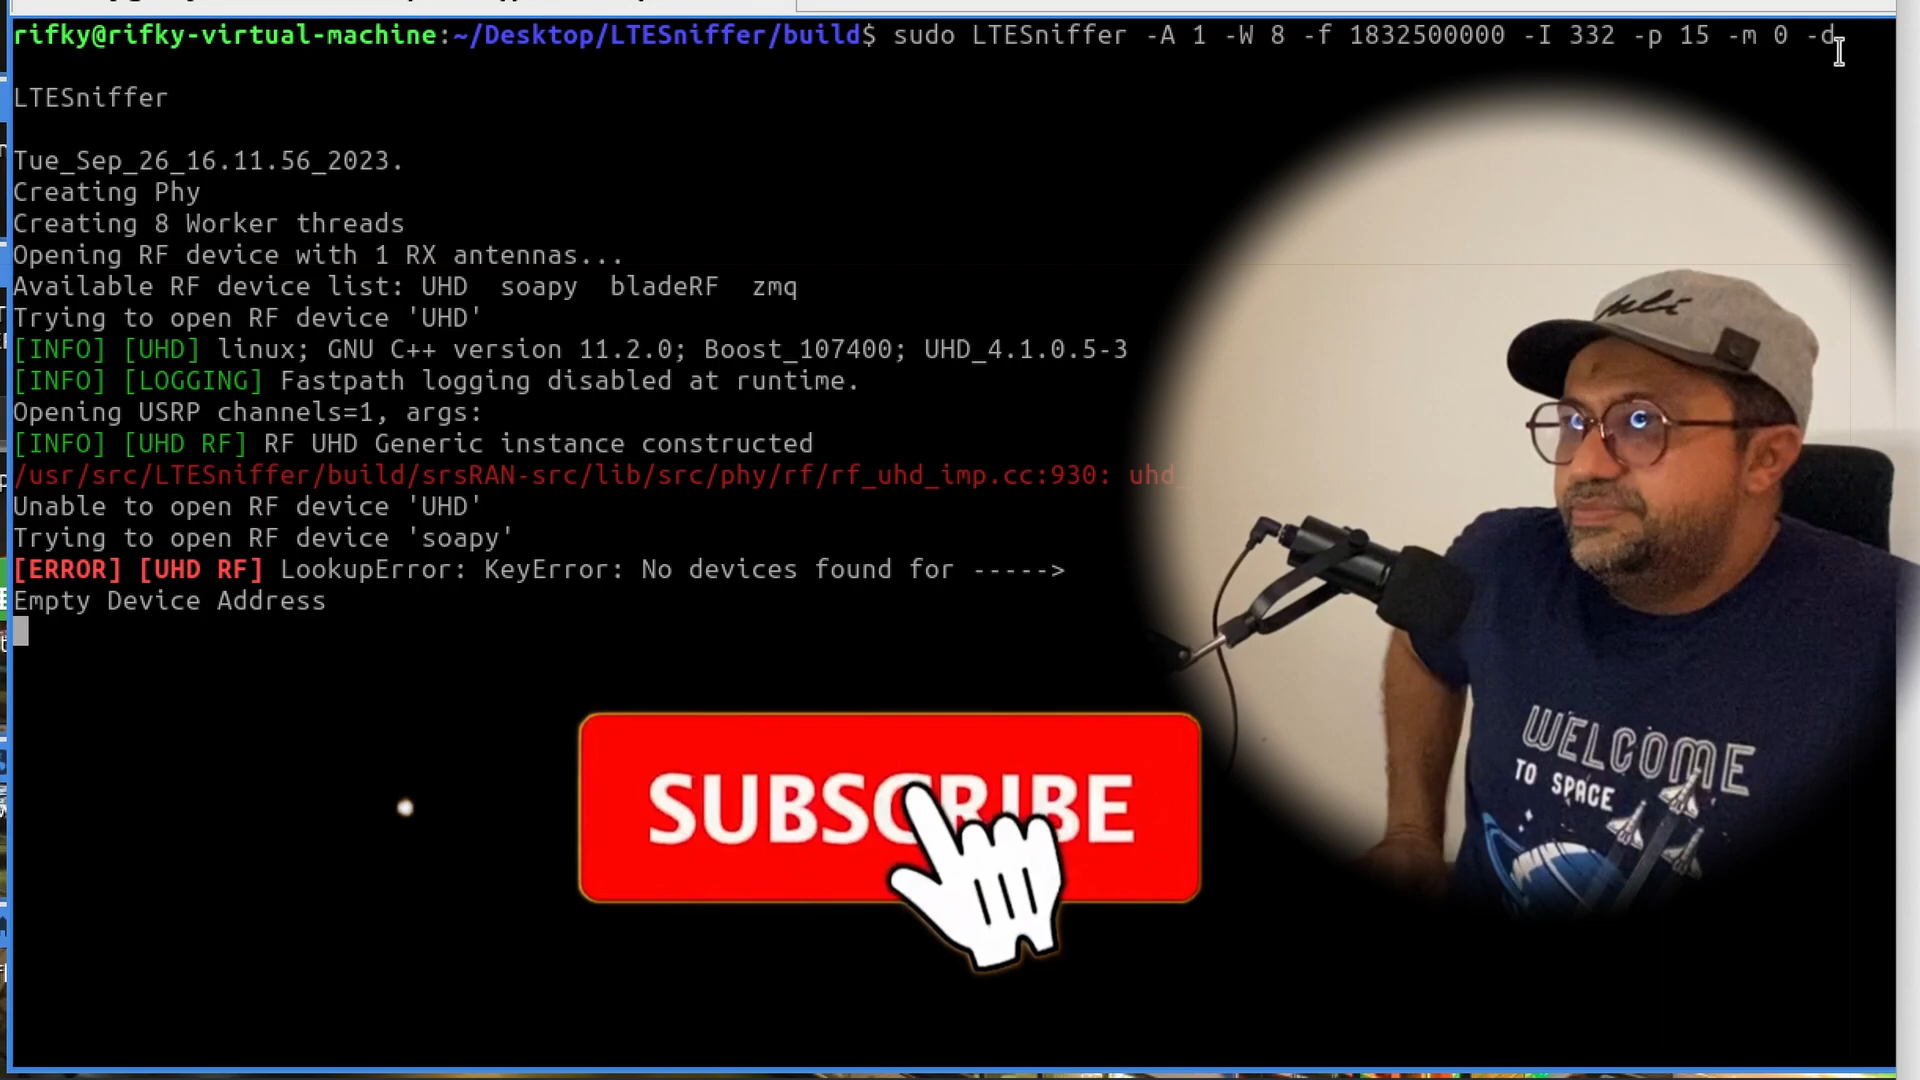 rifky@rifky-virtual-machine:~/Desktop/LTESniffer/build$ sudo LTESniffer -A 1 -W 8 -f 1832500000 -I 332 -p 15 -m 0 -d
LTESniffer
Tue_Sep_26_16.11.56_2023.
Creating Phy
Creating 8 Worker threads
Opening RF device with 1 RX antennas...
Available RF device list: UHD  soapy  bladeRF  zmq
Trying to open RF device 'UHD'
[INFO] [UHD] linux; GNU C++ version 11.2.0; Boost_107400; UHD_4.1.0.5-3
[INFO] [LOGGING] Fastpath logging disabled at runtime.
Opening USRP channels=1, args:
[INFO] [UHD RF] RF UHD Generic instance constructed
/usr/src/LTESniffer/build/srsRAN-src/lib/src/phy/rf/rf_uhd_imp.cc:930: uhd_
Unable to open RF device 'UHD'
Trying to open RF device 'soapy'
[ERROR] [UHD RF] LookupError: KeyError: No devices found for ----->
Empty Device Address
SUBSCRIBE
WELCOME
TO SPACE